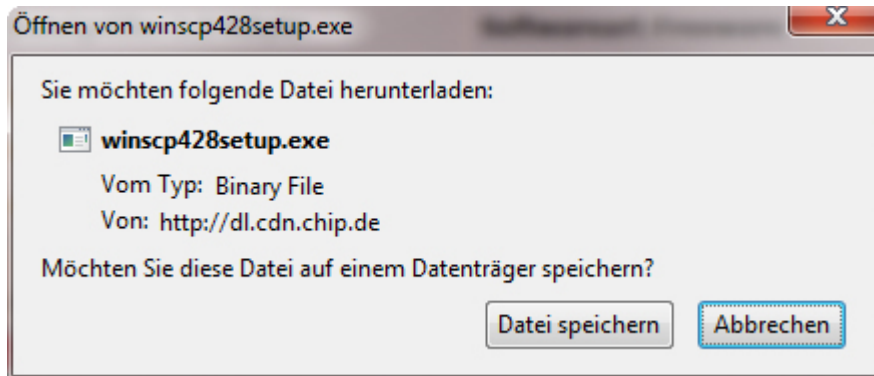 Öffnen von winscp428setup.exe
Sie möchten folgende Datei herunterladen:
winscp428setup.exe
Vom Typ: Binary File
Von: http://dl.cdn.chip.de
Möchten Sie diese Datei auf einem Datenträger speichern?
Datei speichern Abbrechen